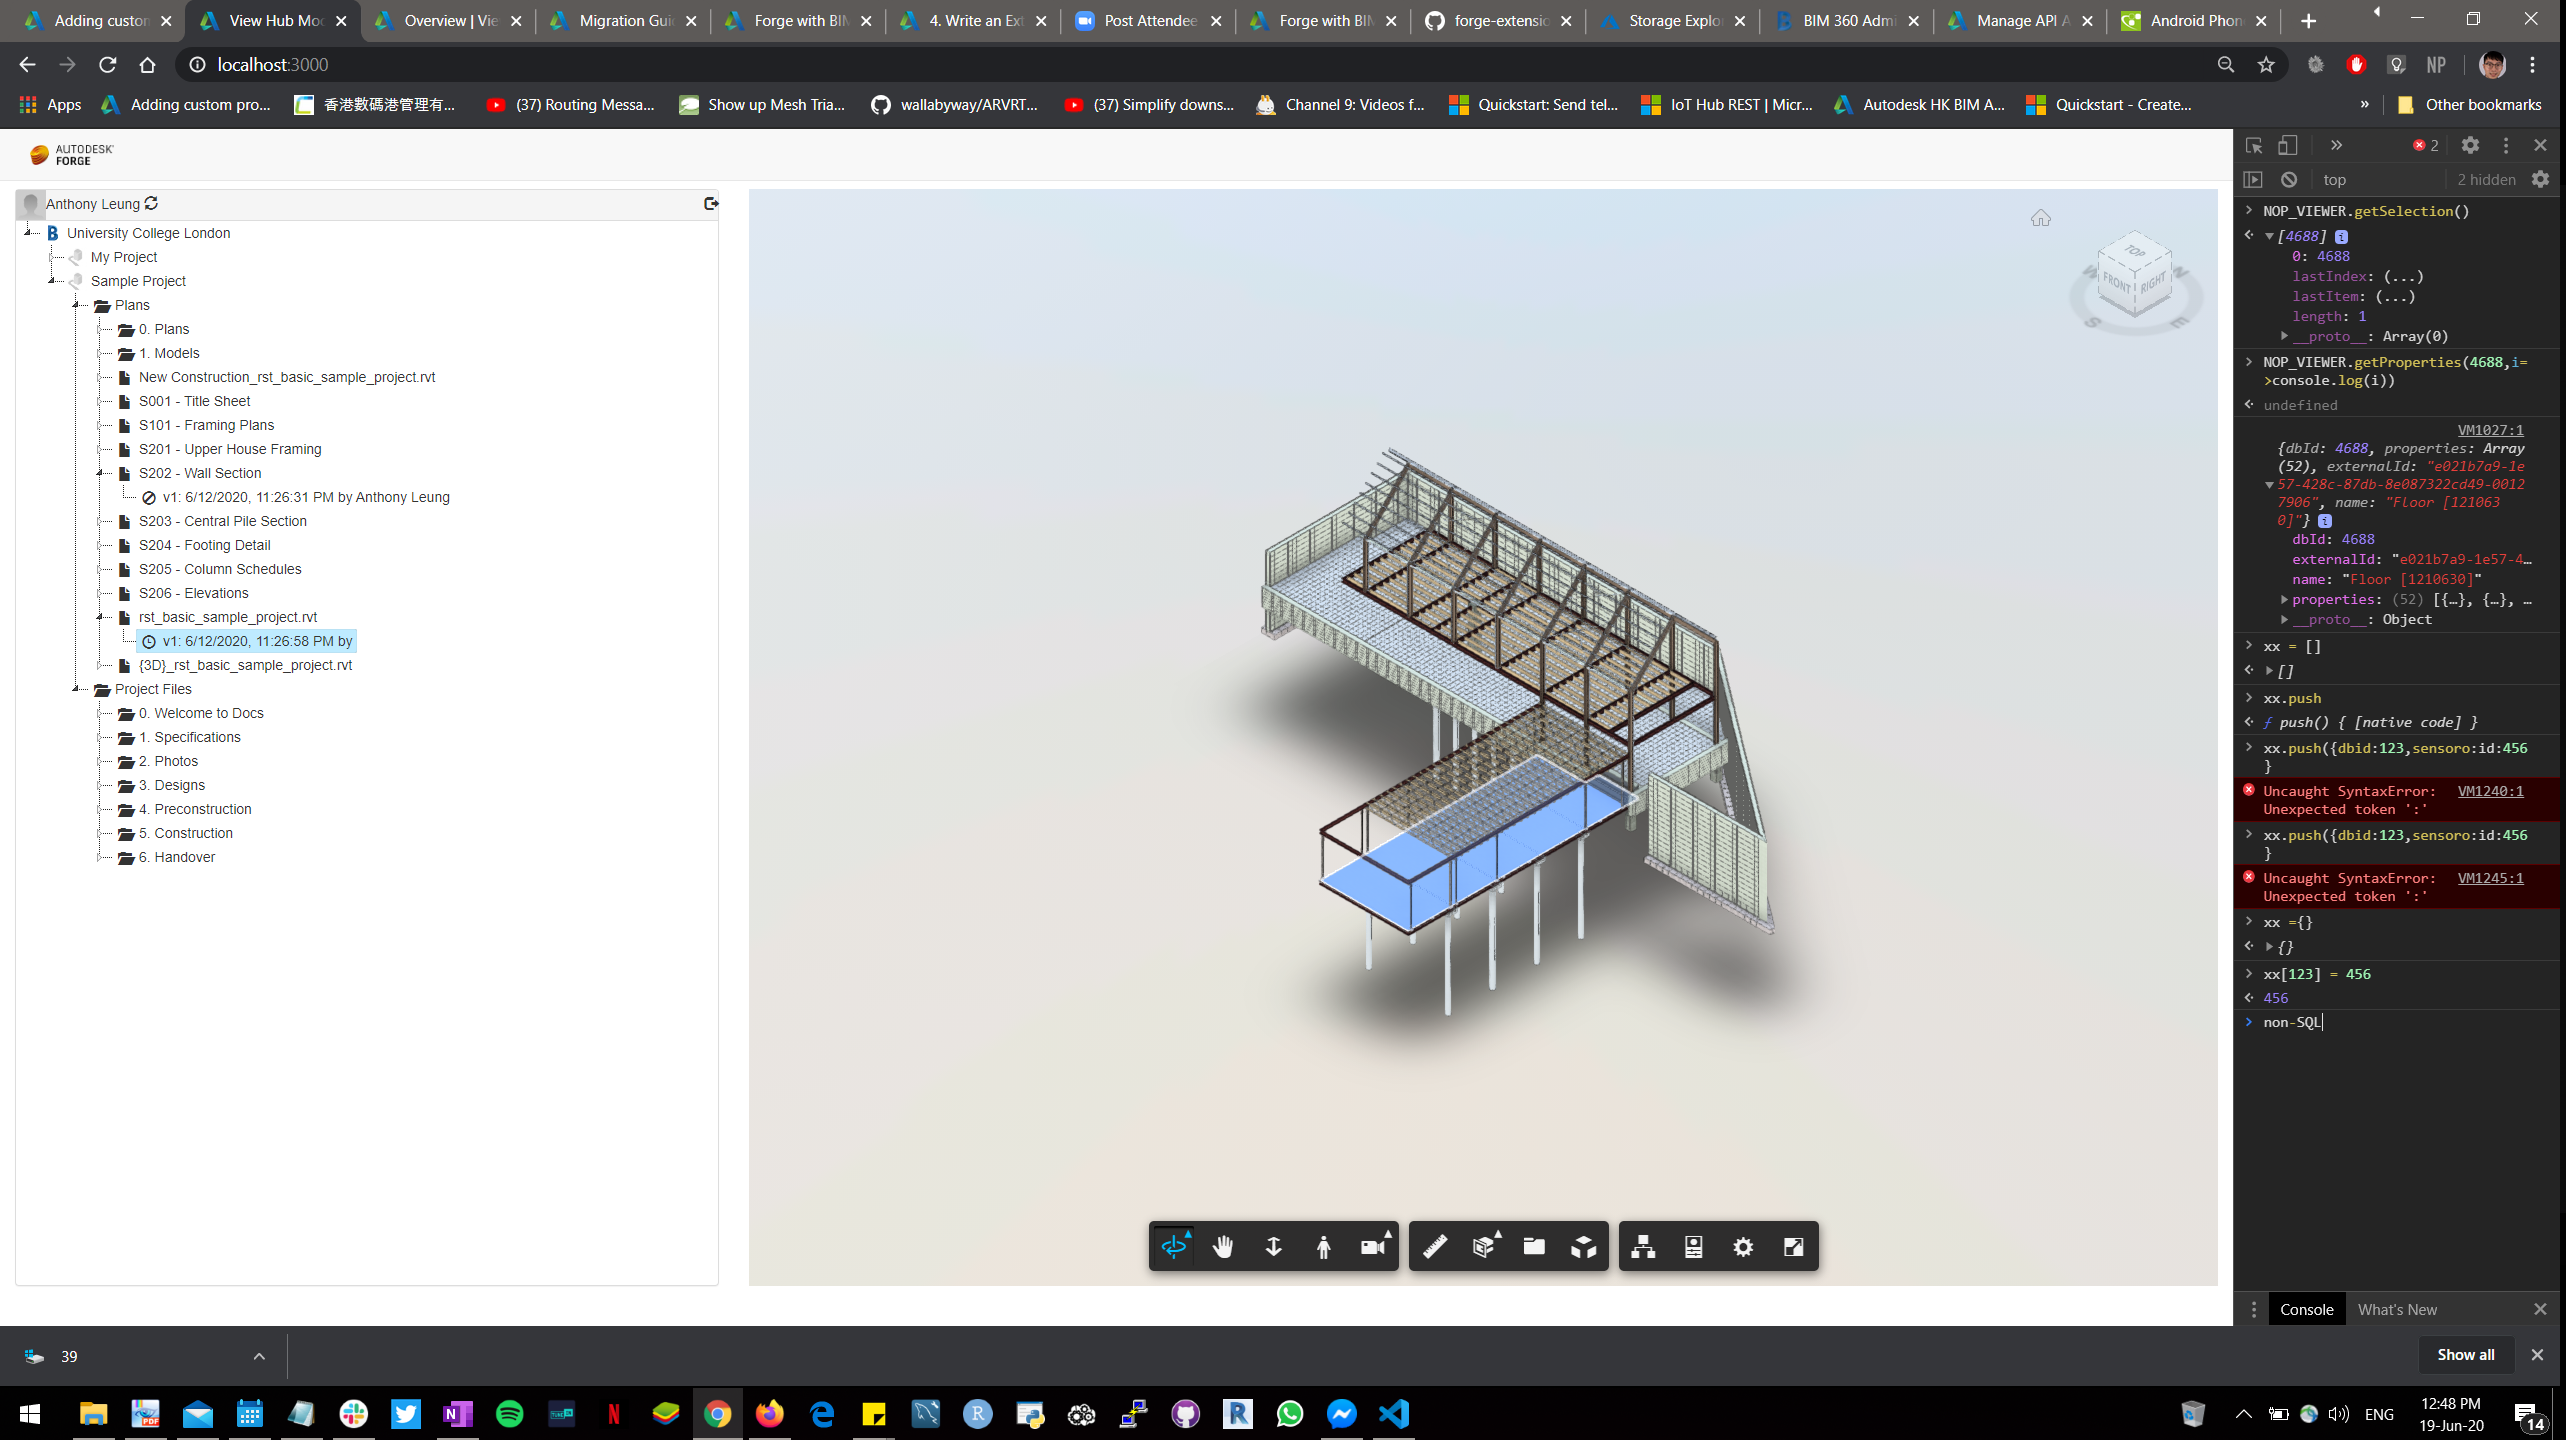 Adding custon
View Hub Mod
Overview | Vie
Migration Gui
Forge with BIM
4. Write an Ext
Post Attendee
Forge with BIM
forge-extensio
Storage Explo
BIM 360 Admi
Manage API A
Android Phon
localhost:3000
NP
Apps
Adding custom pro...
香港數碼港管理有...
(37) Routing Messa...
Show up Mesh Tria...
wallabyway/ARVRT...
(37) Simplify downs...
Channel 9: Videos f...
Quickstart: Send tel...
IoT Hub REST | Micr...
Autodesk HK BIM A...
Quickstart - Create...
»
Other bookmarks
AUTODESK
FORGE
Anthony Leung
University College London
My Project
Sample Project
Plans
0. Plans
1. Models
New Construction_rst_basic_sample_project.rvt
S001 - Title Sheet
S101 - Framing Plans
S201 - Upper House Framing
S202 - Wall Section
v1: 6/12/2020, 11:26:31 PM by Anthony Leung
S203 - Central Pile Section
S204 - Footing Detail
S205 - Column Schedules
S206 - Elevations
rst_basic_sample_project.rvt
v1: 6/12/2020, 11:26:58 PM by
{3D}_rst_basic_sample_project.rvt
Project Files
0. Welcome to Docs
1. Specifications
2. Photos
3. Designs
4. Preconstruction
5. Construction
6. Handover
TOP
FRONT
RIGHT
W
N
S
E
» 2
top
2 hidden
NOP_VIEWER.getSelection()
[4688]
0: 4688
lastIndex: (...)
lastItem: (...)
length: 1
__proto__: Array(0)
NOP_VIEWER.getProperties(4688,i=
>console.log(i))
undefined
VM1027:1
{dbId: 4688, properties: Array
(52), externalId: "e021b7a9-1e
57-428c-87db-8e087322cd49-0012
7906", name: "Floor [121063
0]"}
dbId: 4688
externalId: "e021b7a9-1e57-4…
name: "Floor [1210630]"
properties: (52) [{…}, {…}, …
__proto__: Object
xx = []
[]
xx.push
ƒ push() { [native code] }
xx.push({dbid:123,sensoro:id:456
}
Uncaught SyntaxError: VM1240:1
Unexpected token ':'
xx.push({dbid:123,sensoro:id:456
}
Uncaught SyntaxError: VM1245:1
Unexpected token ':'
xx ={}
{}
xx[123] = 456
456
non-SQL
Console
What's New
39
Show all
ENG
12:48 PM
19-Jun-20
14